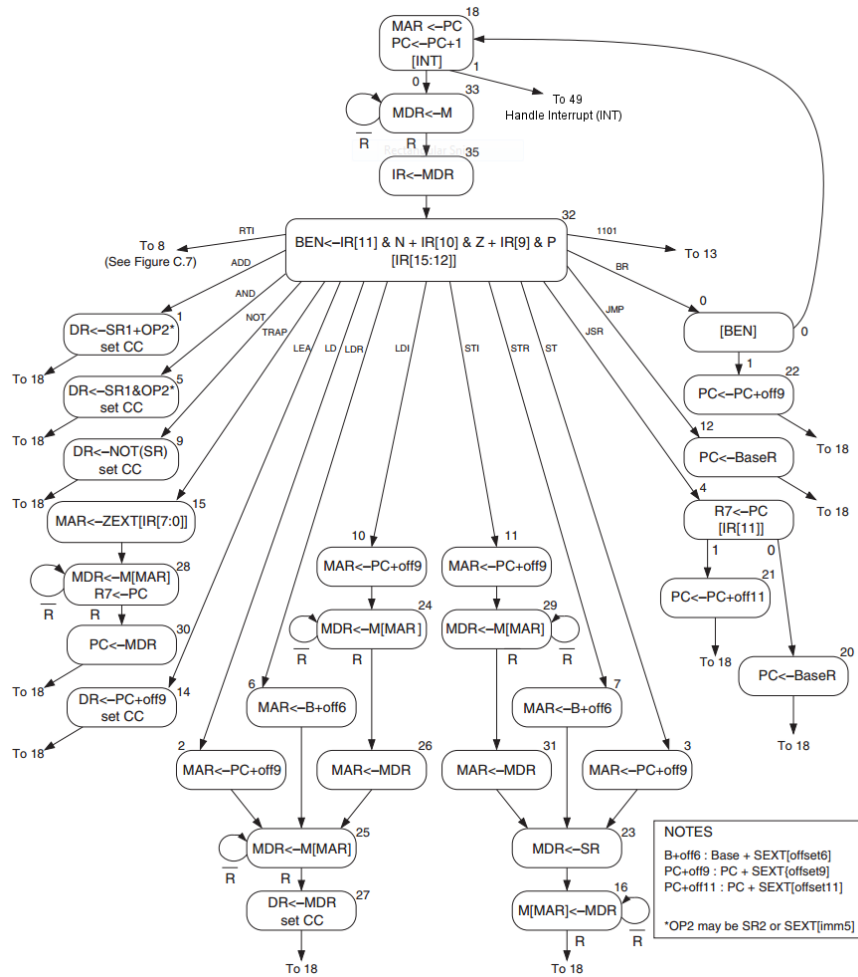 18
MAR <–PC
PC<–PC+1
[INT]
0
1
33
To 49
Handle Interrupt (INT)
MDR<–M
R
R
35
IR<–MDR
32
BEN<–IR[11] & N + IR[10] & Z + IR[9] & P
[IR[15:12]]
RTI
To 8
(See Figure C.7)
1101
To 13
ADD
AND
NOT
TRAP
LEA
LD
LDR
LDI
STI
STR
ST
JSR
JMP
BR
1
DR<–SR1+OP2*
set CC
To 18
5
DR<–SR1&OP2*
set CC
To 18
9
DR<–NOT(SR)
set CC
To 18
15
MAR<–ZEXT[IR[7:0]]
28
MDR<–M[MAR]
R7<–PC
R
R
30
PC<–MDR
To 18
14
DR<–PC+off9
set CC
To 18
0
[BEN]
0
1
22
PC<–PC+off9
To 18
12
PC<–BaseR
To 18
4
R7<–PC
[IR[11]]
1
0
21
PC<–PC+off11
To 18
20
PC<–BaseR
To 18
10
MAR<–PC+off9
11
MAR<–PC+off9
24
MDR<–M[MAR]
R
R
29
MDR<–M[MAR]
R
R
6
MAR<–B+off6
7
MAR<–B+off6
2
MAR<–PC+off9
26
MAR<–MDR
31
MAR<–MDR
3
MAR<–PC+off9
25
MDR<–M[MAR]
R
R
23
MDR<–SR
27
DR<–MDR
set CC
To 18
16
M[MAR]<–MDR
R
R
To 18
NOTES
B+off6 : Base + SEXT[offset6]
PC+off9 : PC + SEXT[offset9]
PC+off11 : PC + SEXT[offset11]
*OP2 may be SR2 or SEXT[imm5]